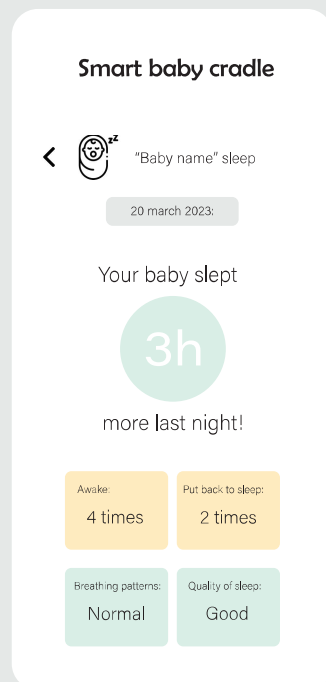 Smart baby cradle
zz
“Baby name” sleep
20 march 2023:
Your baby slept
3h
more last night!
Awake: Put back to sleep:
4 times 2 times
Breathing patterns: Quality of sleep:
Normal Good